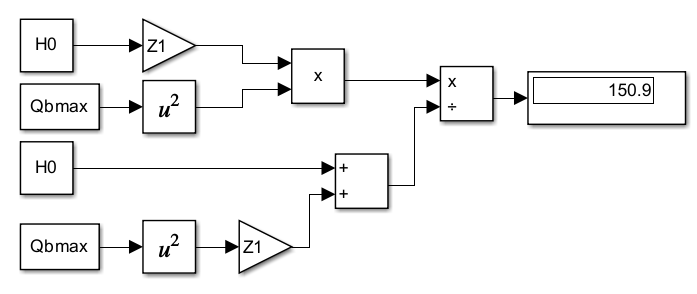 H0
Z1
Qbmax
u²
x
x
÷
150.9
H0
+
+
Qbmax
u²
Z1